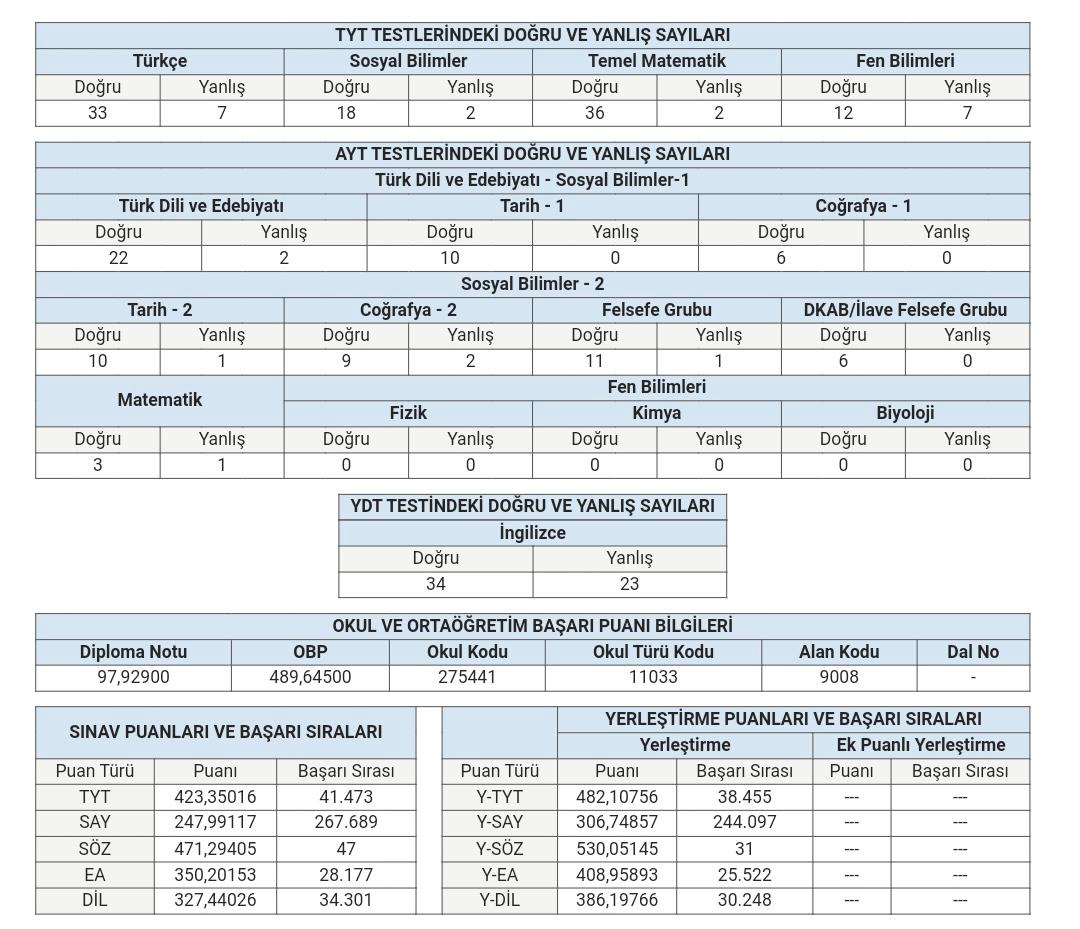 TYT TESTLERİNDEKİ DOĞRU VE YANLIŞ SAYILARI
Türkçe Sosyal Bilimler Temel Matematik Fen Bilimleri
Doğru Yanlış Doğru Yanlış Doğru Yanlış Doğru Yanlış
33 7 18 2 36 2 12 7
AYT TESTLERİNDEKİ DOĞRU VE YANLIŞ SAYILARI
Türk Dili ve Edebiyatı - Sosyal Bilimler-1
Türk Dili ve Edebiyatı Tarih - 1 Coğrafya - 1
Doğru Yanlış Doğru Yanlış Doğru Yanlış
22 2 10 0 6 0
Sosyal Bilimler - 2
Tarih - 2 Coğrafya - 2 Felsefe Grubu DKAB/İlave Felsefe Grubu
Doğru Yanlış Doğru Yanlış Doğru Yanlış Doğru Yanlış
10 1 9 2 11 1 6 0
Matematik Fen Bilimleri
Fizik Kimya Biyoloji
Doğru Yanlış Doğru Yanlış Doğru Yanlış Doğru Yanlış
3 1 0 0 0 0 0 0
YDT TESTİNDEKİ DOĞRU VE YANLIŞ SAYILARI
İngilizce
Doğru Yanlış
34 23
OKUL VE ORTAÖĞRETİM BAŞARI PUANI BİLGİLERİ
Diploma Notu OBP Okul Kodu Okul Türü Kodu Alan Kodu Dal No
97,92900 489,64500 275441 11033 9008 -
SINAV PUANLARI VE BAŞARI SIRALARI YERLEŞTİRME PUANLARI VE BAŞARI SIRALARI
Yerleştirme Ek Puanlı Yerleştirme
Puan Türü Puanı Başarı Sırası Puan Türü Puanı Başarı Sırası Puanı Başarı Sırası
TYT 423,35016 41.473 Y-TYT 482,10756 38.455 --- ---
SAY 247,99117 267.689 Y-SAY 306,74857 244.097 --- ---
SÖZ 471,29405 47 Y-SÖZ 530,05145 31 --- ---
EA 350,20153 28.177 Y-EA 408,95893 25.522 --- ---
DİL 327,44026 34.301 Y-DİL 386,19766 30.248 --- ---